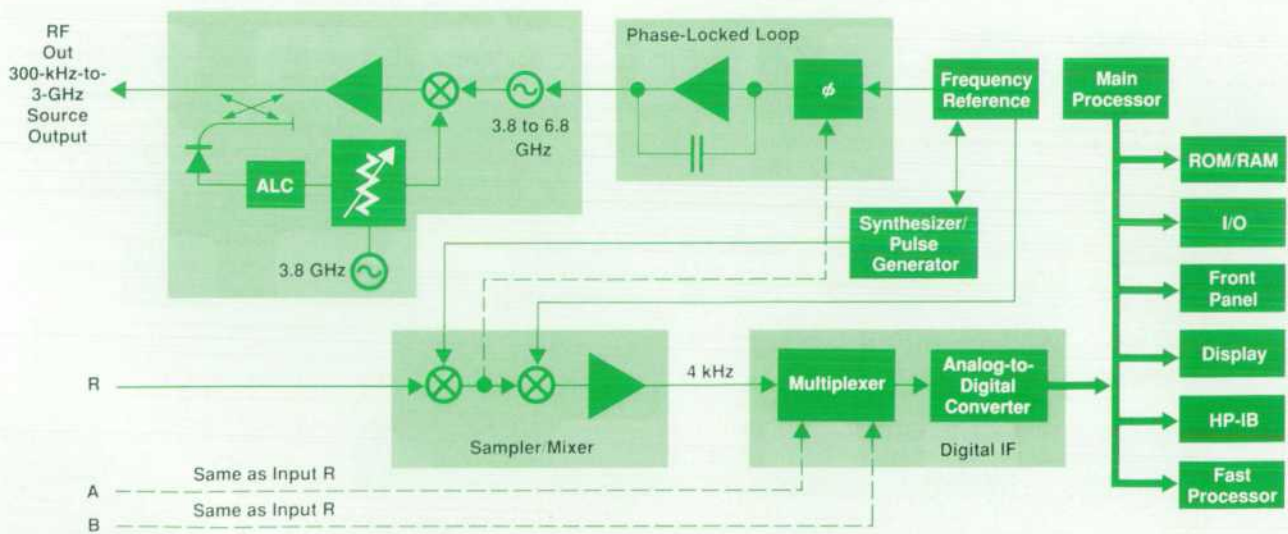 RF
Out
300-kHz-to-
3-GHz
Source
Output
ALC
3.8 GHz
3.8 to 6.8
GHz
Phase-Locked Loop
ϕ
Frequency
Reference
Synthesizer/
Pulse
Generator
Main
Processor
ROM/RAM
I/O
Front
Panel
Display
HP-IB
Fast
Processor
R
Sampler/Mixer
4 kHz
Multiplexer
Analog-to-
Digital
Converter
Digital IF
A
Same as Input R
B
Same as Input R